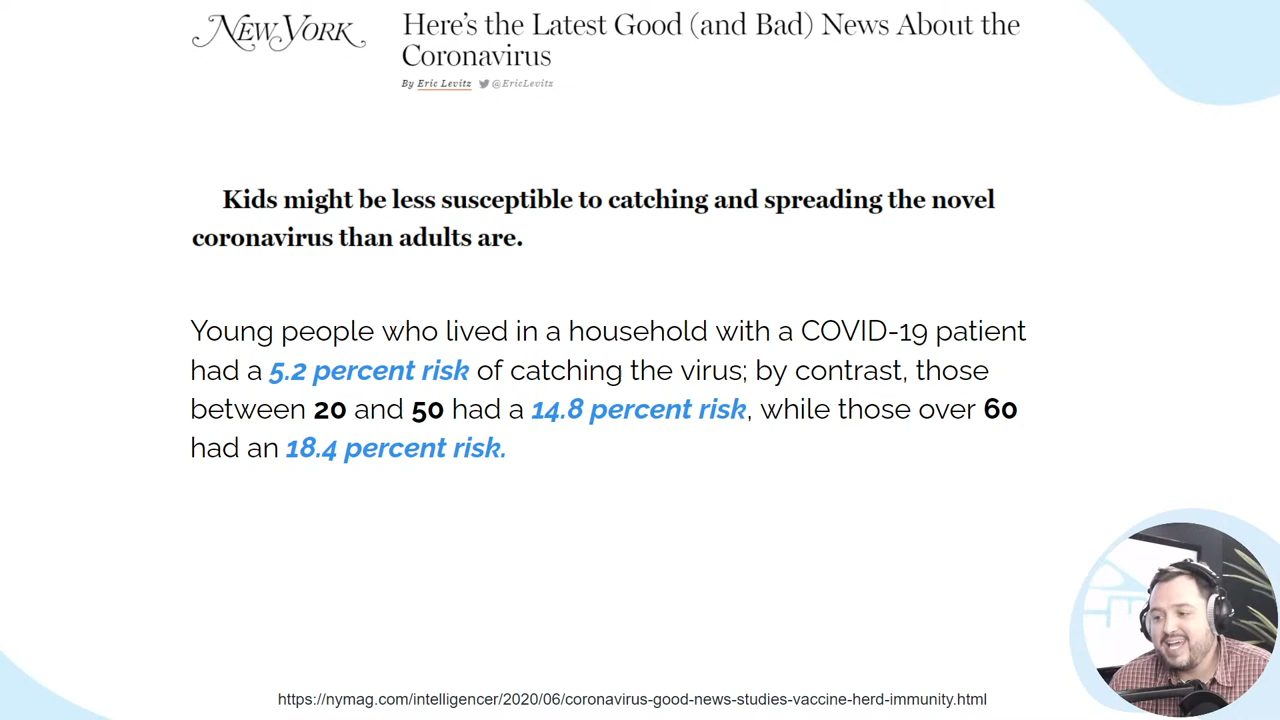 NEW YORK
Here's the Latest Good (and Bad) News About the
Coronavirus
By Eric Levitz @EricLevitz
Kids might be less susceptible to catching and spreading the novel
coronavirus than adults are.
Young people who lived in a household with a COVID-19 patient
had a 5.2 percent risk of catching the virus; by contrast, those
between 20 and 50 had a 14.8 percent risk, while those over 60
had an 18.4 percent risk.
https://nymag.com/intelligencer/2020/06/coronavirus-good-news-studies-vaccine-herd-immunity.html